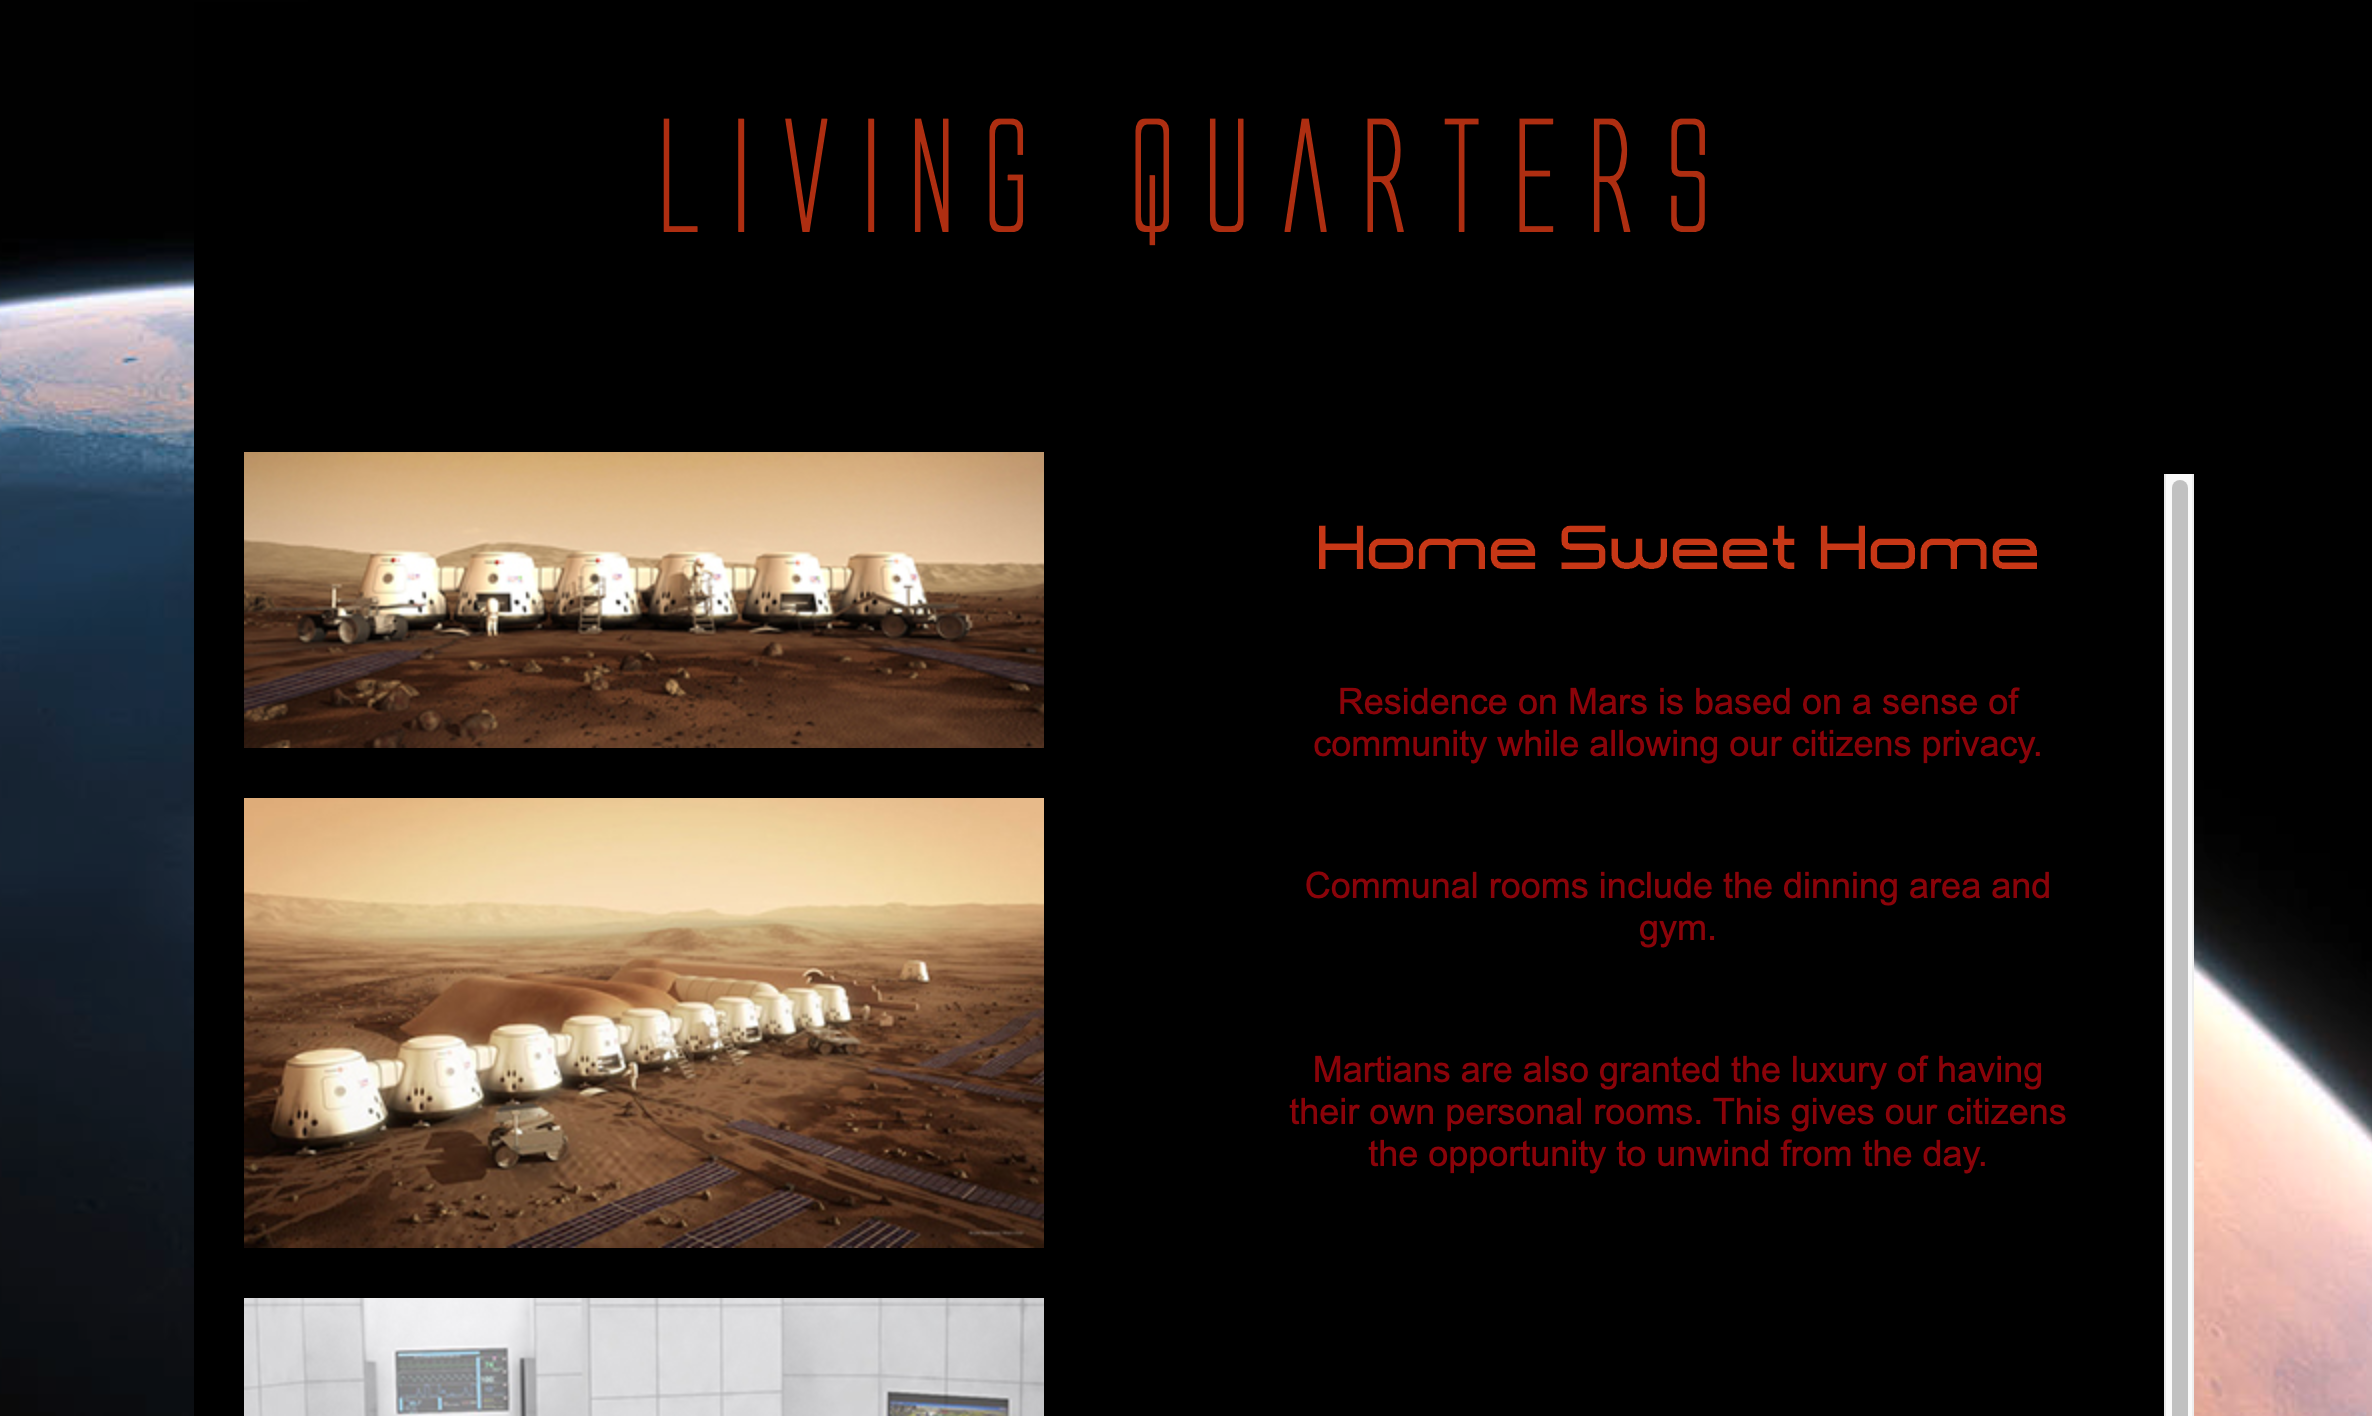 LIVING QUARTERS
Home Sweet Home
Residence on Mars is based on a sense of
community while allowing our citizens privacy.
Communal rooms include the dinning area and
gym.
Martians are also granted the luxury of having
their own personal rooms. This gives our citizens
the opportunity to unwind from the day.